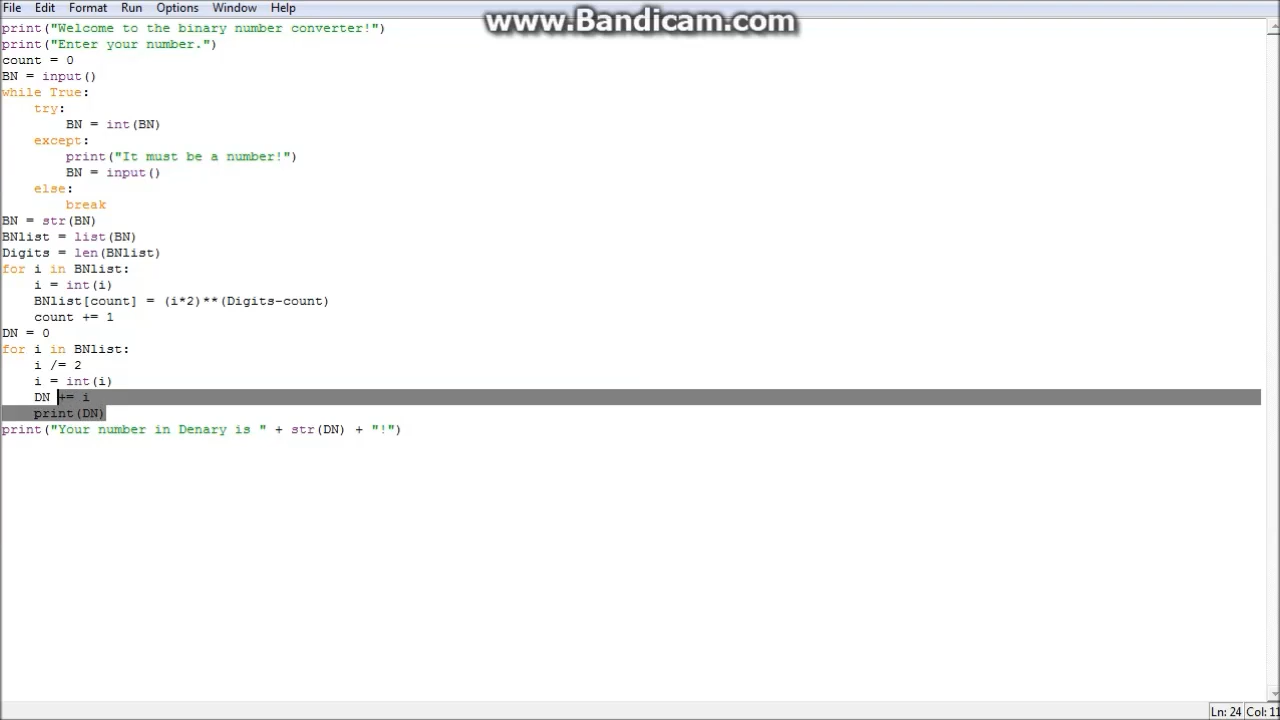 File Edit Format Run Options Window Help
www.Bandicam.com
print("Welcome to the binary number converter!")
print("Enter your number.")
count = 0
BN = input()
while True:
    try:
        BN = int(BN)
    except:
        print("It must be a number!")
        BN = input()
    else:
        break
BN = str(BN)
BNlist = list(BN)
Digits = len(BNlist)
for i in BNlist:
    i = int(i)
    BNlist[count] = (i*2)**(Digits-count)
    count += 1
DN = 0
for i in BNlist:
    i /= 2
    i = int(i)
    DN += i
    print(DN)
print("Your number in Denary is " + str(DN) + "!")
Ln: 24 Col: 11